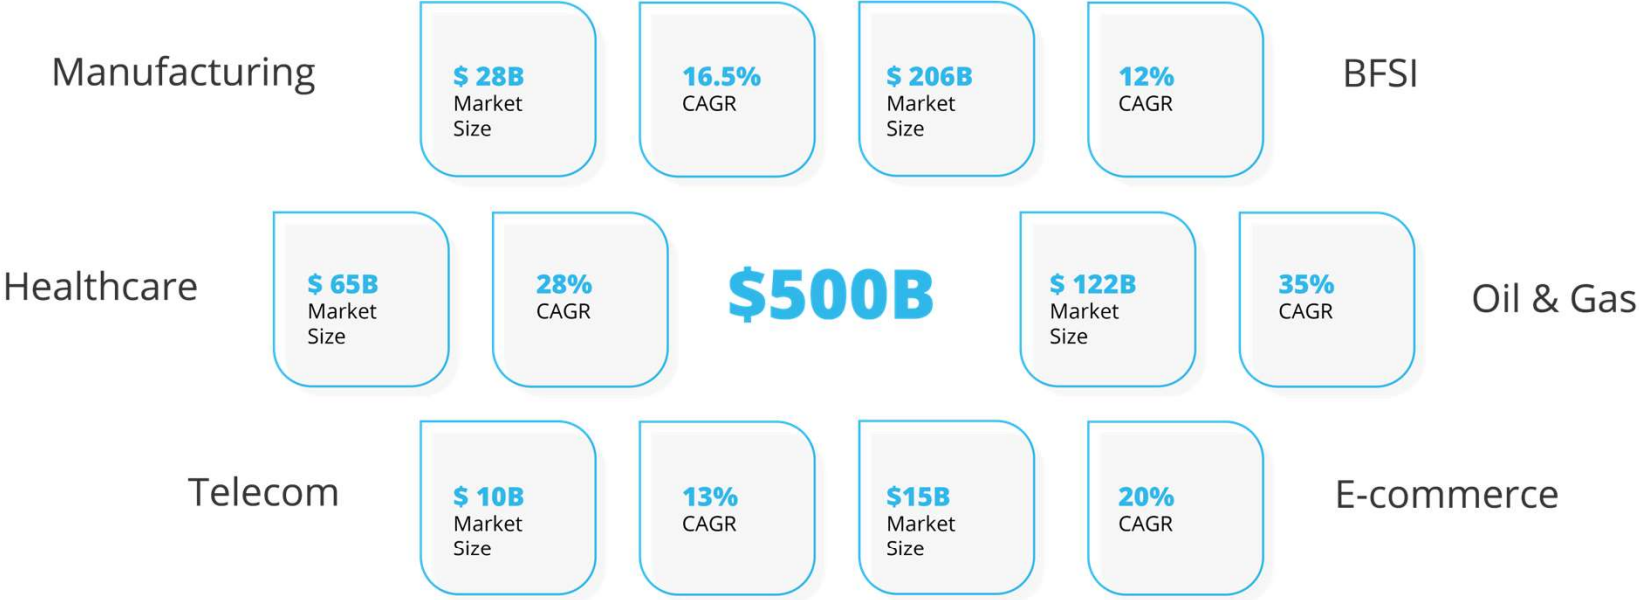 Manufacturing
$ 28B
Market
Size
16.5%
CAGR
$ 206B
Market
Size
12%
CAGR
BFSI
Healthcare
$ 65B
Market
Size
28%
CAGR
$500B
$ 122B
Market
Size
35%
CAGR
Oil & Gas
Telecom
$ 10B
Market
Size
13%
CAGR
$15B
Market
Size
20%
CAGR
E-commerce